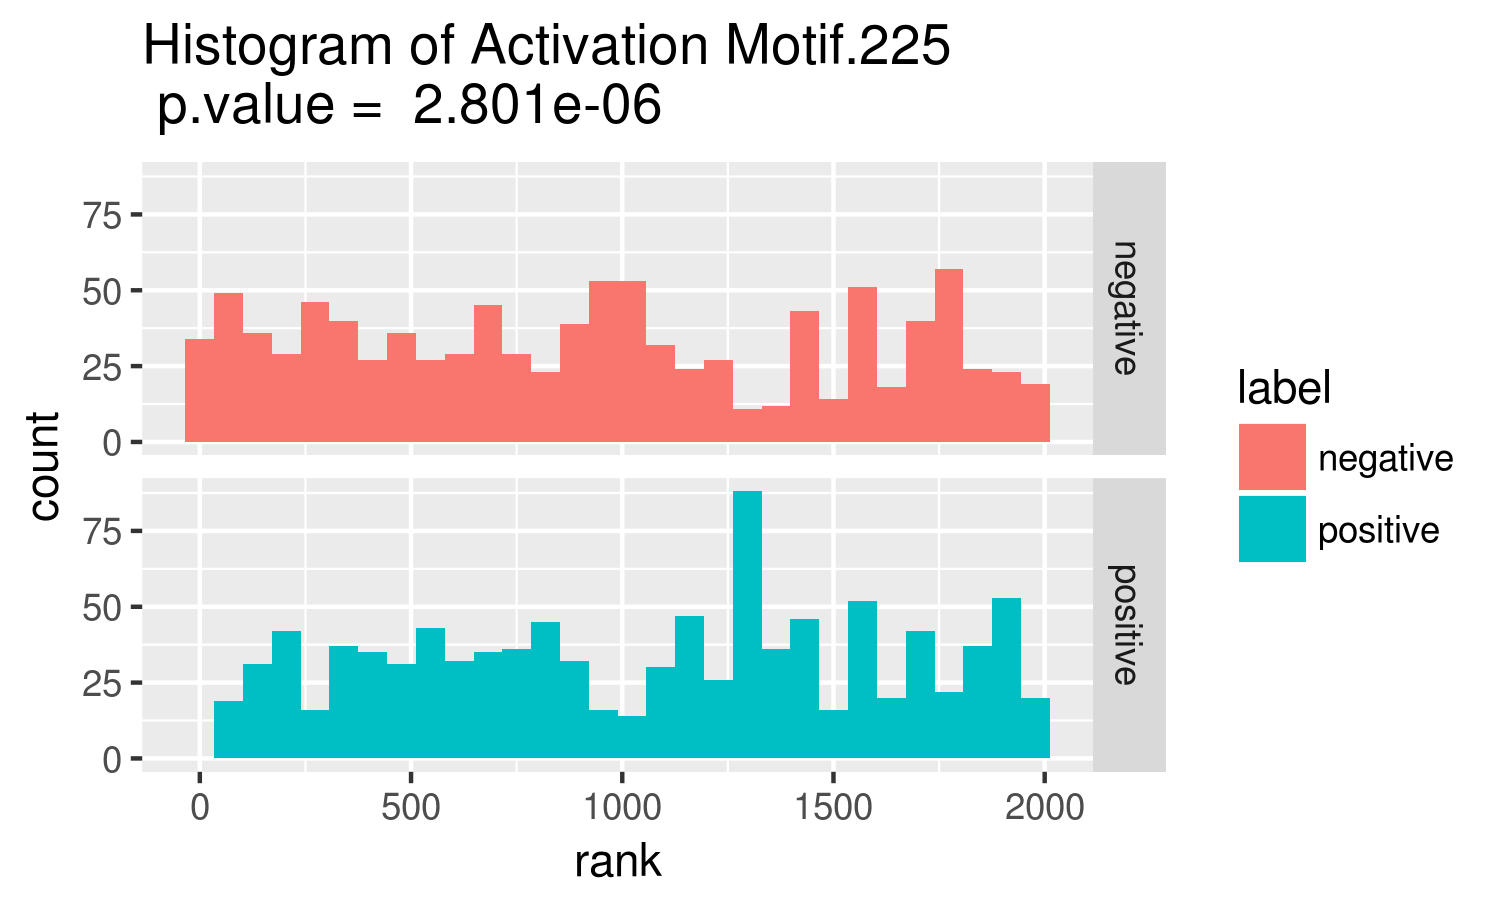 Histogram of Activation Motif.225
p.value =  2.801e-06
75
50
25
0
negative
75
50
25
0
positive
0 500 1000 1500 2000
rank
count
label
negative
positive